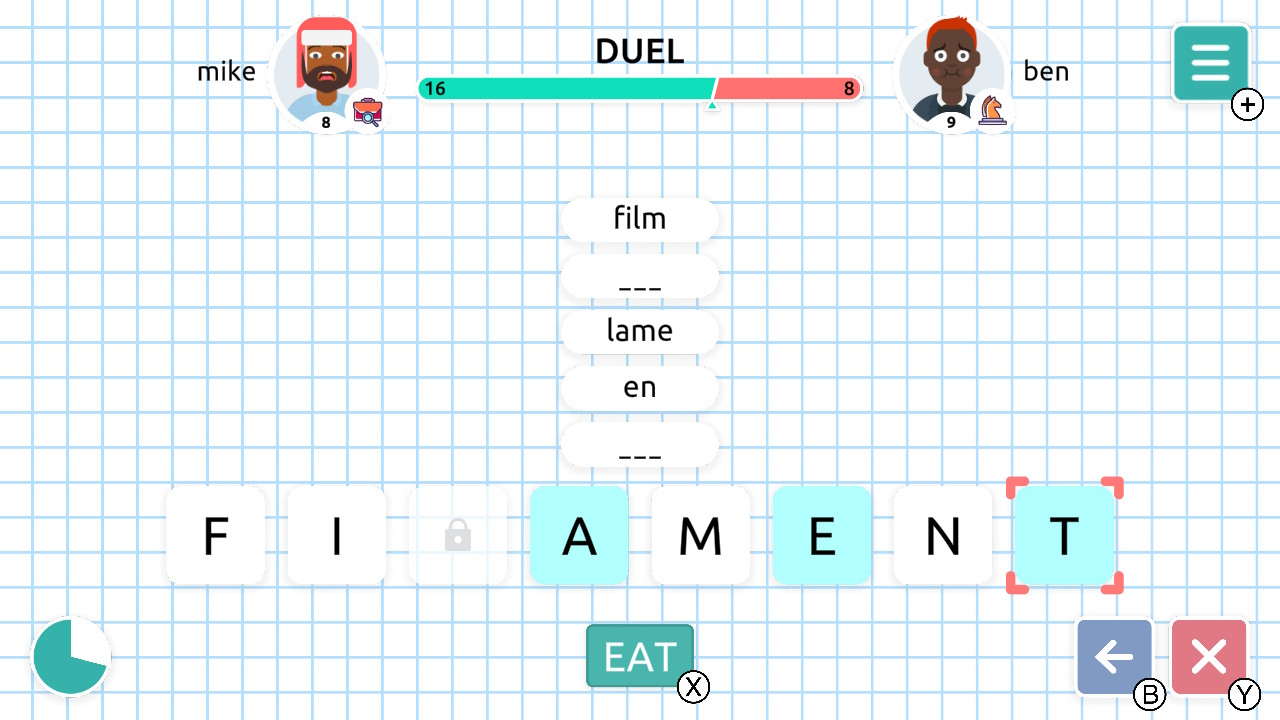 DUEL
mike
16
8
ben
8
9
+
film
___
lame
en
___
F I A M E N T
EAT
X
B
Y